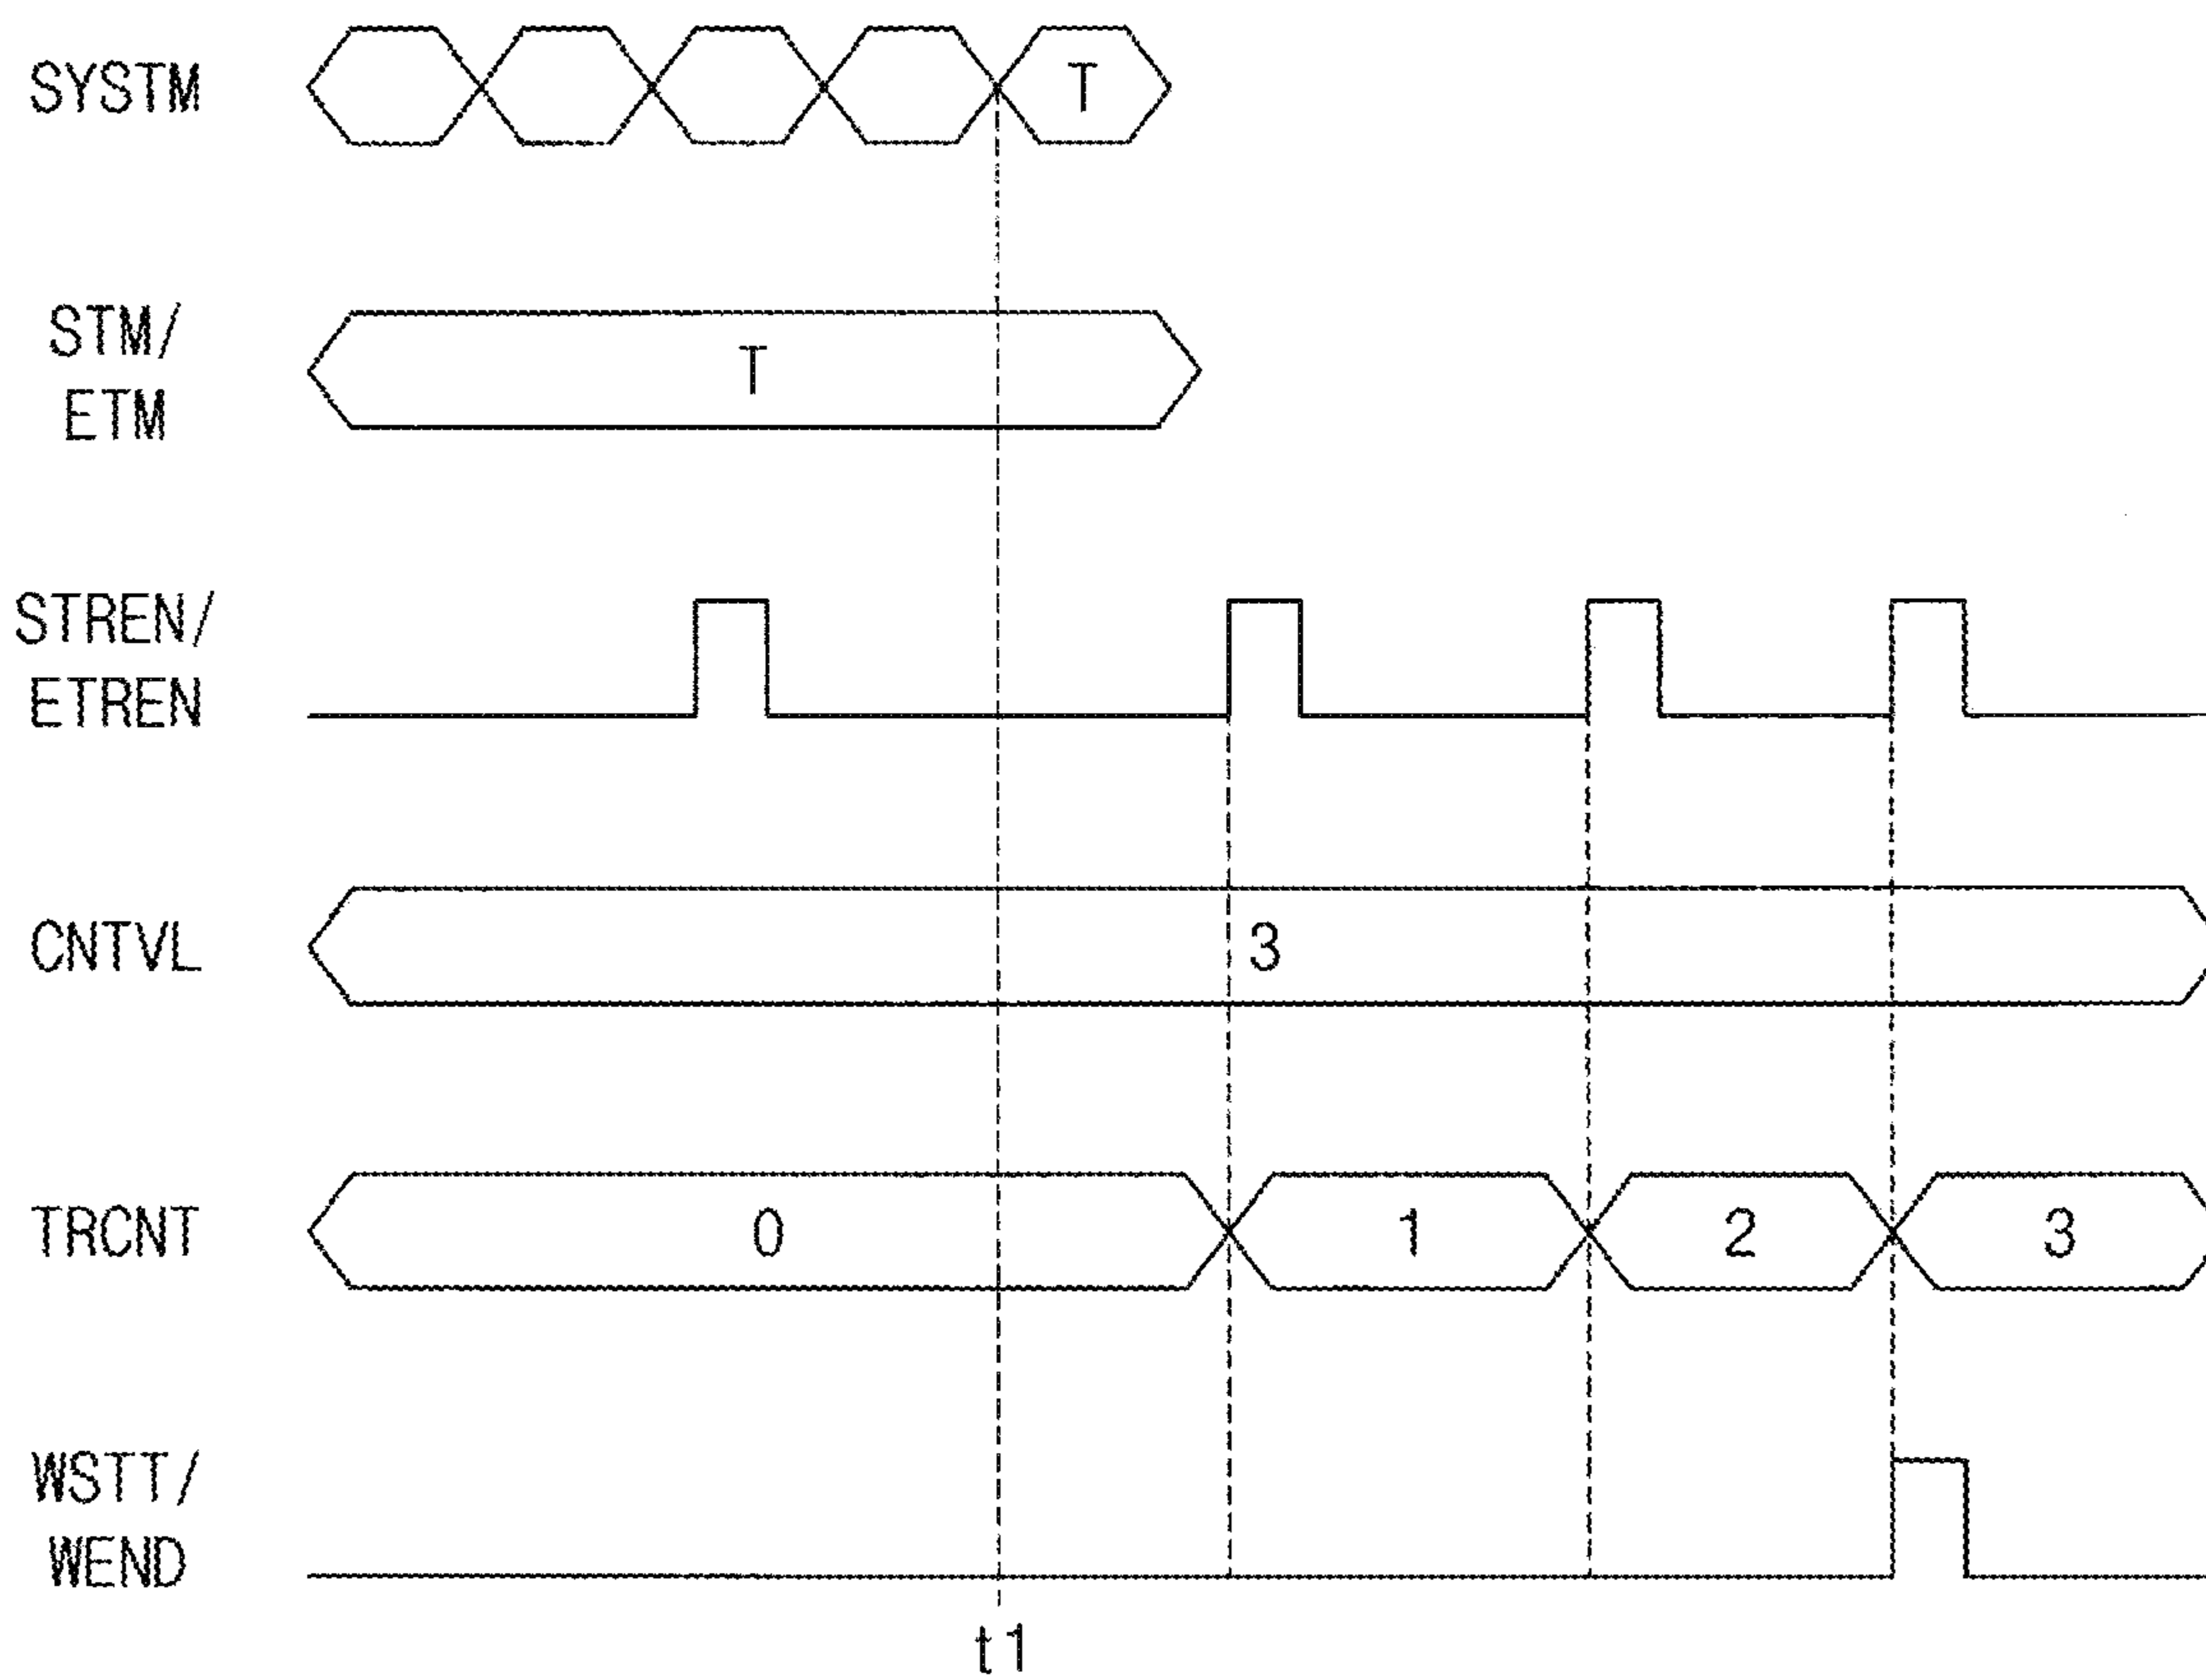 SYSTM
T
STM/
ETM
T
STREN/
ETREN
CNTVL
3
TRCNT
0 1 2 3
WSTT/
WEND
t1